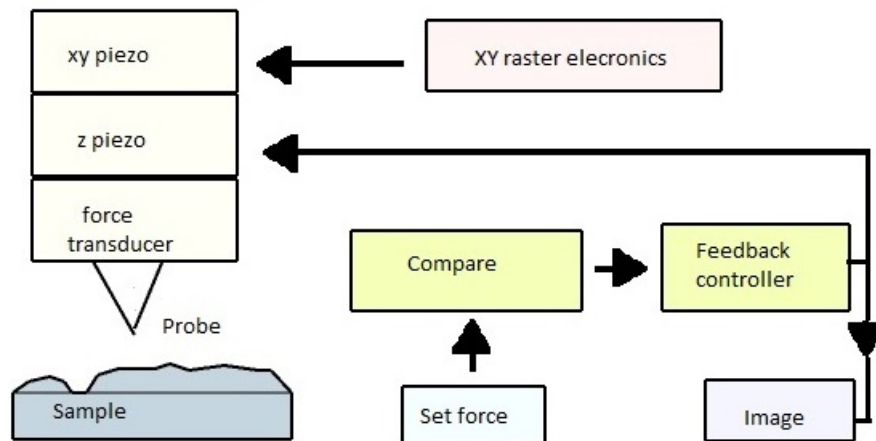 xy piezo
XY raster elecronics
z piezo
force
transducer
Compare
Feedback
controller
Probe
Sample
Set force
Image